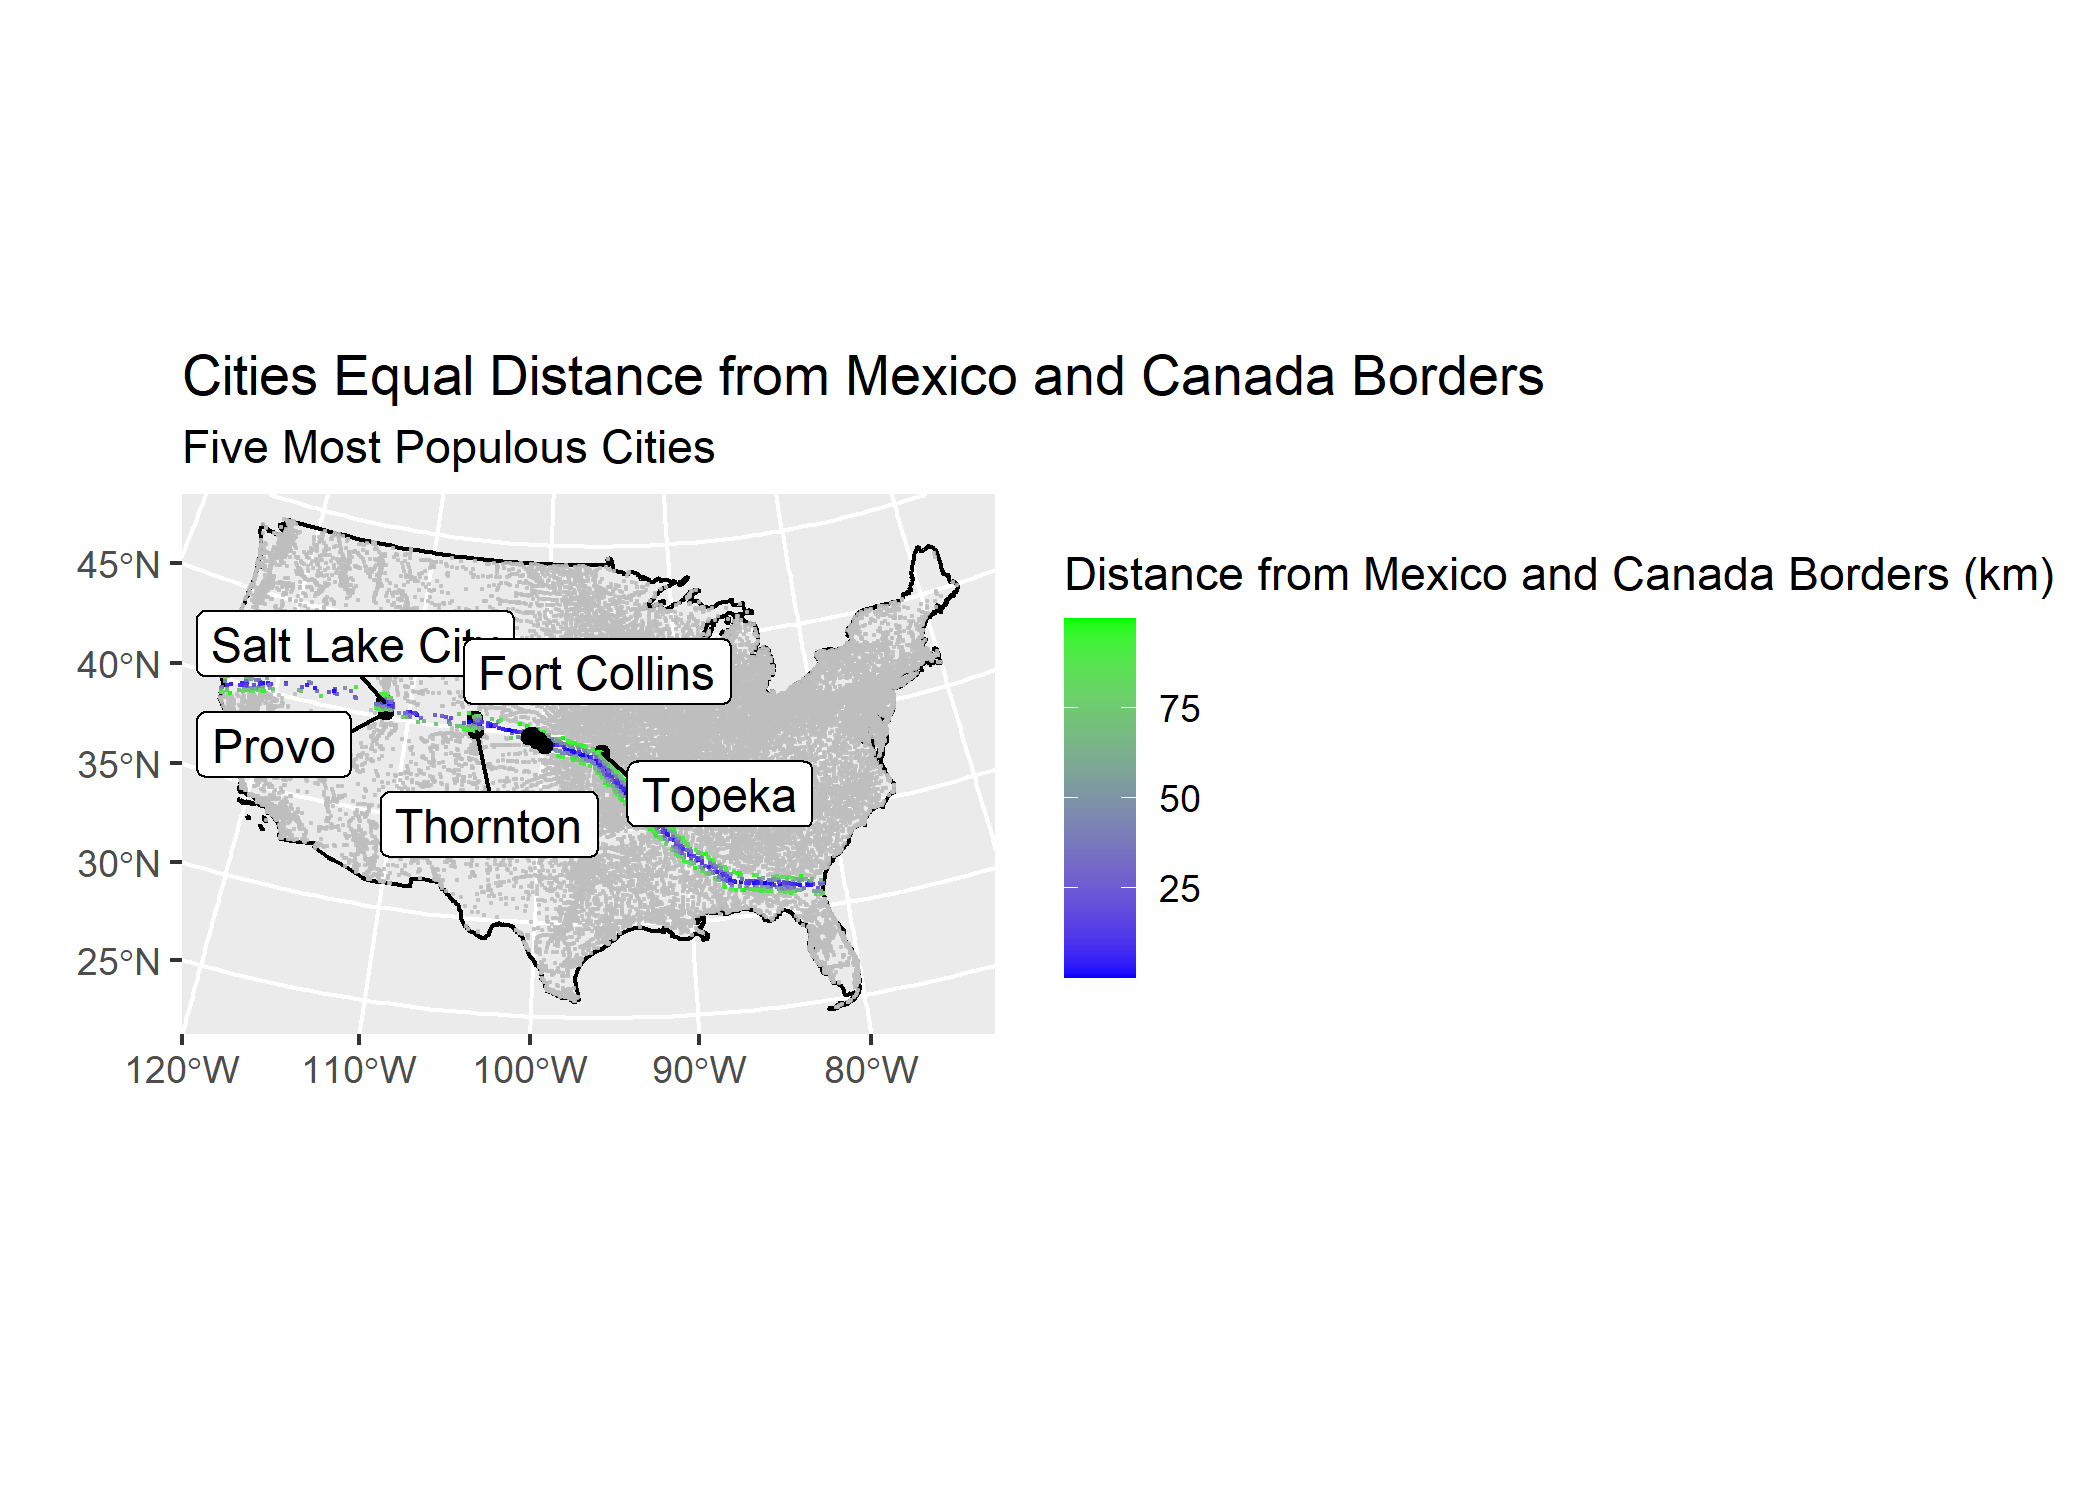 Cities Equal Distance from Mexico and Canada Borders
Five Most Populous Cities
45°N
40°N
35°N
30°N
25°N
120°W
110°W
100°W
90°W
80°W
Salt Lake City
Fort Collins
Provo
Thornton
Topeka
Distance from Mexico and Canada Borders (km)
75
50
25